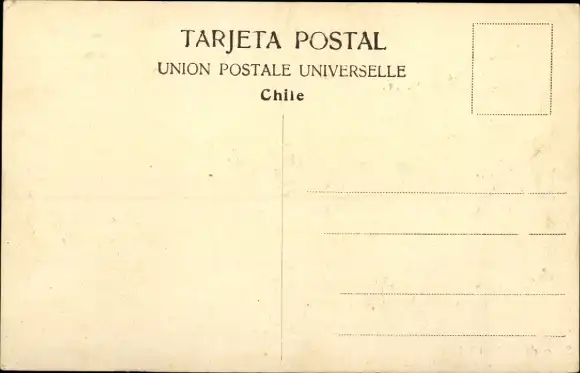 TARJETA POSTAL
UNION POSTALE UNIVERSELLE
Chile